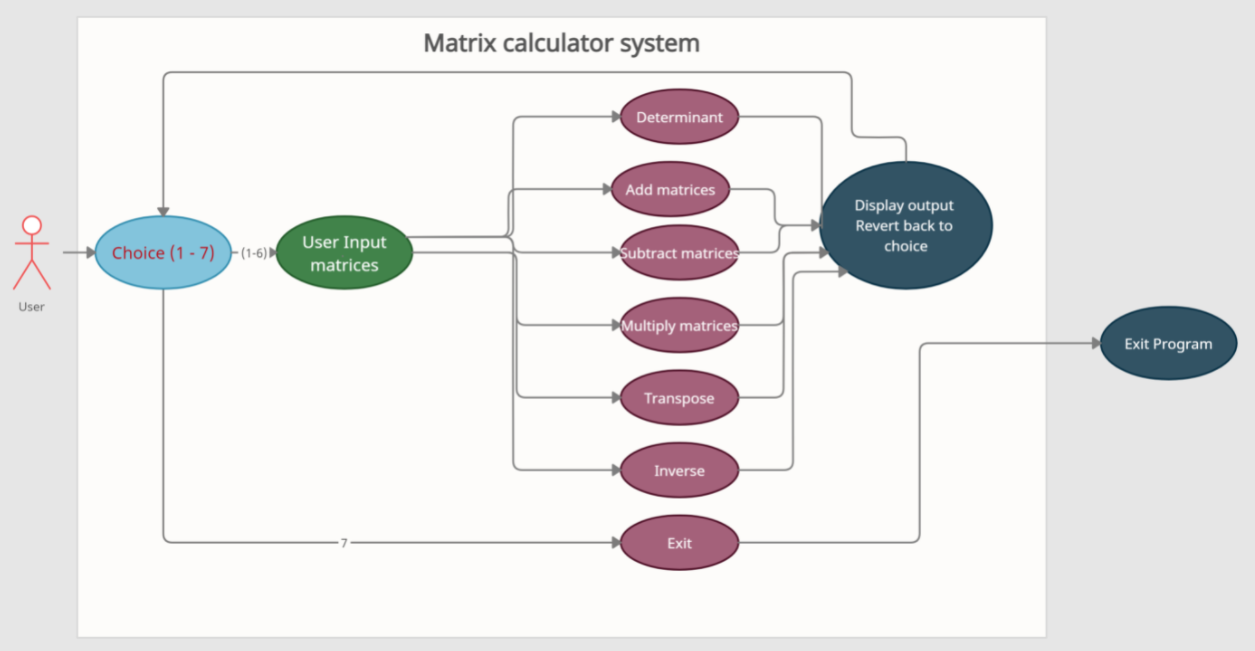 Matrix calculator system
Determinant
Add matrices
Display output
Revert back to
choice
User
Choice (1 - 7)
(1-6)
User Input
matrices
Subtract matrices
Multiply matrices
Exit Program
Transpose
Inverse
7
Exit